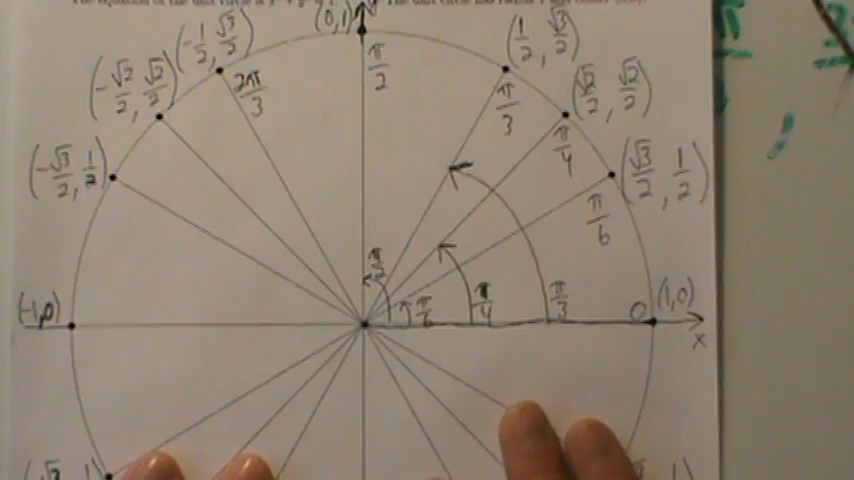 (0,1)
(-1/2, √3/2)
(1/2, √3/2)
(-√2/2, √2/2)
2π/3
π/2
π/3
(√2/2, √2/2)
π/4
(-√3/2, 1/2)
(√3/2, 1/2)
π/6
π/2
(-1,0)
π/6
π/4
π/3
0
(1,0)
x